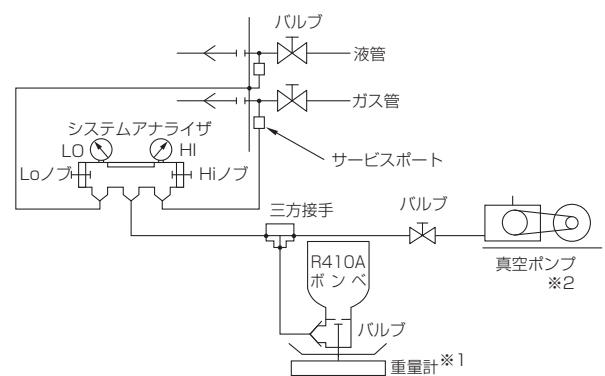 バルブ
液管
ガス管
システムアナライザ
LO
HI
Loノブ
Hiノブ
サービスポート
三方接手
バルブ
R410A
ボンベ
真空ポンプ
※2
バルブ
重量計※1